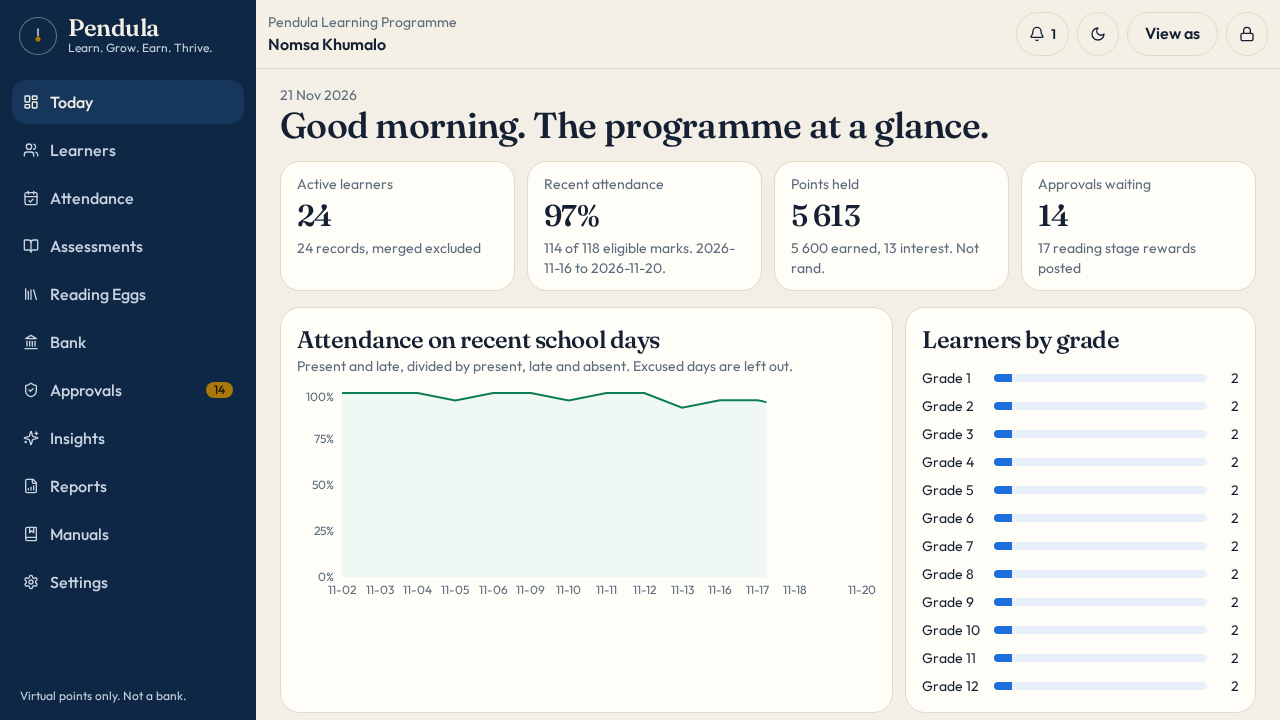 Pendula
Learn. Grow. Earn. Thrive.
Today
Learners
Attendance
Assessments
Reading Eggs
Bank
Approvals
14
Insights
Reports
Manuals
Settings
Virtual points only. Not a bank.
Pendula Learning Programme
Nomsa Khumalo
1
View as
21 Nov 2026
Good morning. The programme at a glance.
Active learners
24
24 records, merged excluded
Recent attendance
97%
114 of 118 eligible marks. 2026-
11-16 to 2026-11-20.
Points held
5 613
5 600 earned, 13 interest. Not
rand.
Approvals waiting
14
17 reading stage rewards
posted
Attendance on recent school days
Present and late, divided by present, late and absent. Excused days are left out.
100%
75%
50%
25%
0%
11-02 11-03 11-04 11-05 11-06 11-09 11-10 11-11 11-12 11-13 11-16 11-17 11-18 11-20
Learners by grade
Grade 1 2
Grade 2 2
Grade 3 2
Grade 4 2
Grade 5 2
Grade 6 2
Grade 7 2
Grade 8 2
Grade 9 2
Grade 10 2
Grade 11 2
Grade 12 2